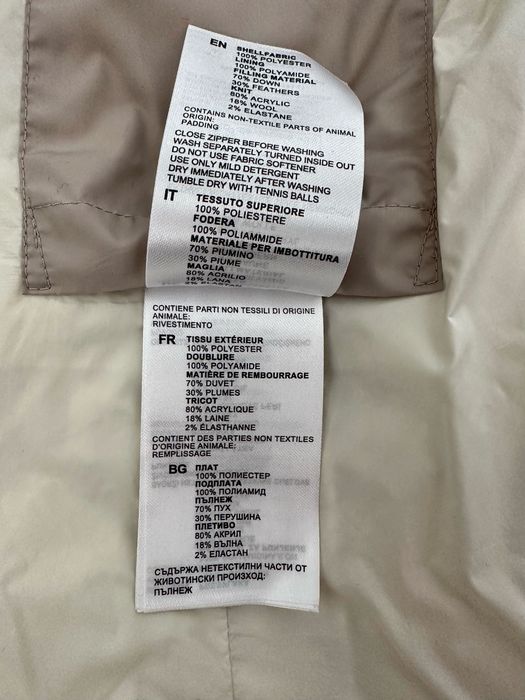 EN SHELLFABRIC
100% POLYESTER
LINING
100% POLYAMIDE
FILLING MATERIAL
70% DOWN
30% FEATHERS
KNIT
80% ACRYLIC
18% WOOL
2% ELASTANE
CONTAINS NON-TEXTILE PARTS OF ANIMAL
ORIGIN:
PADDING
CLOSE ZIPPER BEFORE WASHING
WASH SEPARATELY TURNED INSIDE OUT
DO NOT USE FABRIC SOFTENER
USE ONLY MILD DETERGENT
DRY IMMEDIATELY AFTER WASHING
TUMBLE DRY WITH TENNIS BALLS
IT TESSUTO SUPERIORE
100% POLIESTERE
FODERA
100% POLIAMMIDE
MATERIALE PER IMBOTTITURA
70% PIUMINO
30% PIUME
MAGLIA
80% ACRILIO
18% LANA
2% ELASTAN
CONTIENE PARTI NON TESSILI DI ORIGINE
ANIMALE:
RIVESTIMENTO
FR TISSU EXTÉRIEUR
100% POLYESTER
DOUBLURE
100% POLYAMIDE
MATIÈRE DE REMBOURRAGE
70% DUVET
30% PLUMES
TRICOT
80% ACRYLIQUE
18% LAINE
2% ÉLASTHANNE
CONTIENT DES PARTIES NON TEXTILES
D'ORIGINE ANIMALE:
REMPLISSAGE
BG ПЛАТ
100% ПОЛИЕСТЕР
ПОДПЛАТА
100% ПОЛИАМИД
ПЪЛНЕЖ
70% ПУХ
30% ПЕРУШИНА
ПЛЕТИВО
80% АКРИЛ
18% ВЪЛНА
2% ЕЛАСТАН
СЪДЪРЖА НЕТЕКСТИЛНИ ЧАСТИ ОТ
ЖИВОТИНСКИ ПРОИЗХОД:
ПЪЛНЕЖ